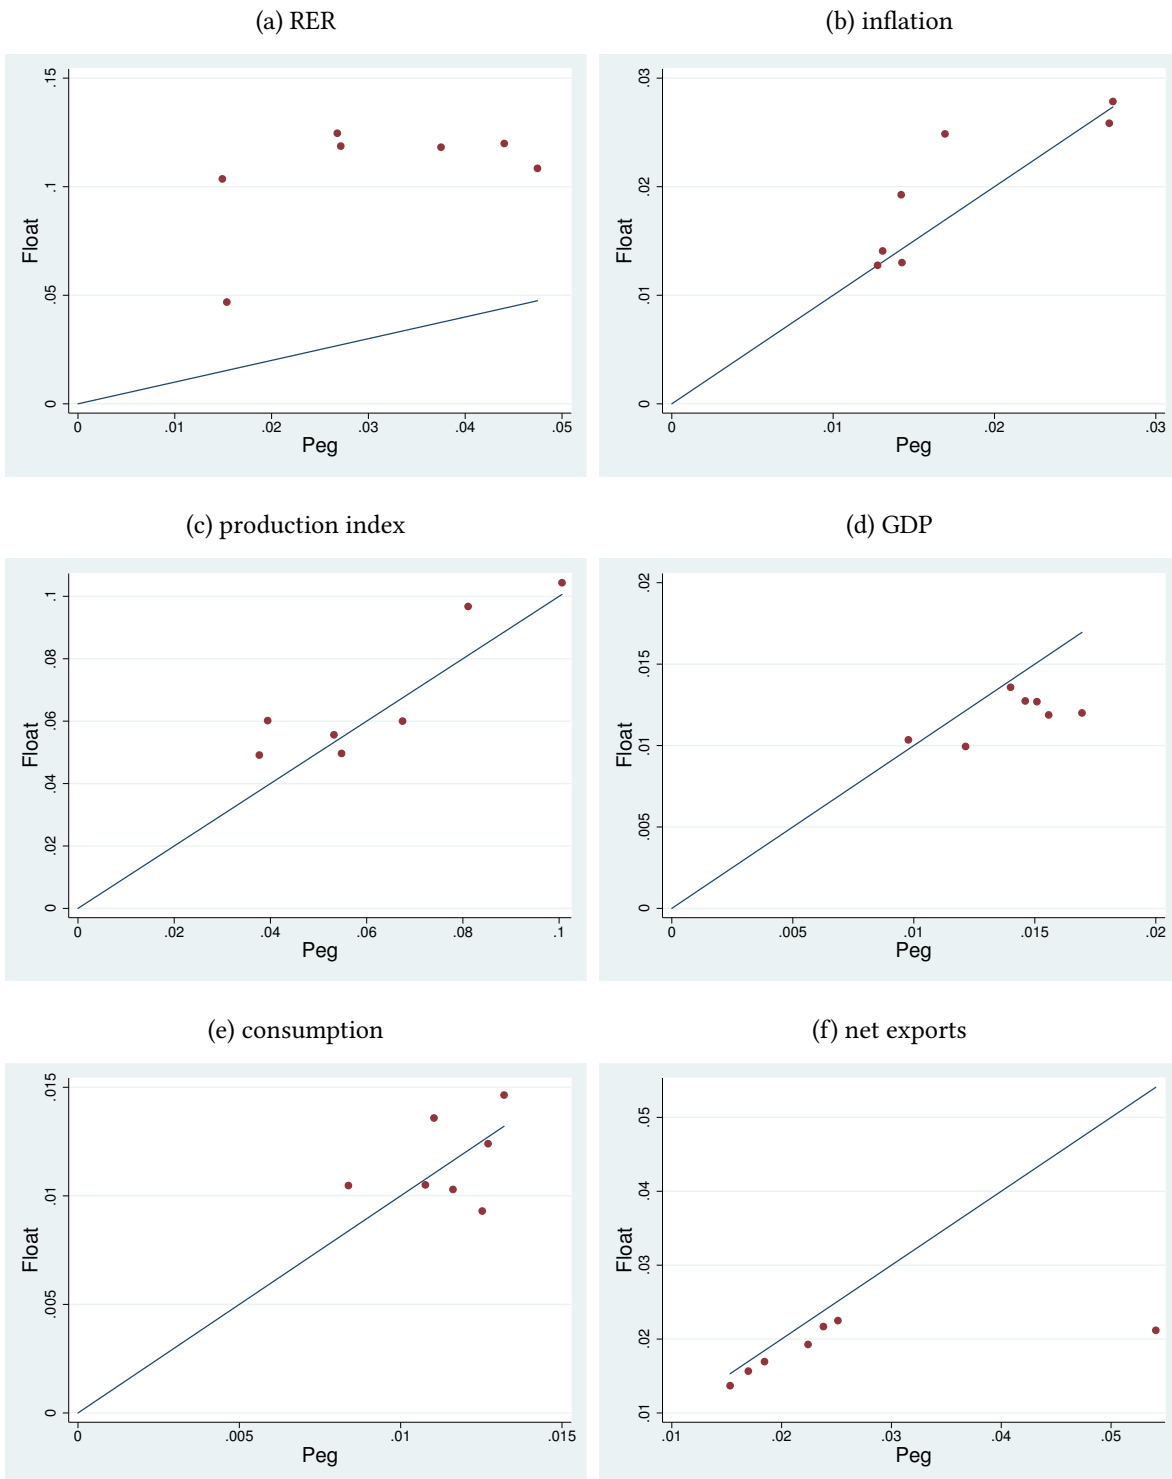 (a) RER
.15
.1
.05
0
Float
0 .01 .02 .03 .04 .05
Peg
(b) inflation
.03
.02
.01
0
Float
0 .01 .02 .03
Peg
(c) production index
.1
.08
.06
.04
.02
0
Float
0 .02 .04 .06 .08 .1
Peg
(d) GDP
.02
.015
.01
.005
0
Float
0 .005 .01 .015 .02
Peg
(e) consumption
.015
.01
.005
0
Float
0 .005 .01 .015
Peg
(f) net exports
.05
.04
.03
.02
.01
Float
.01 .02 .03 .04 .05
Peg